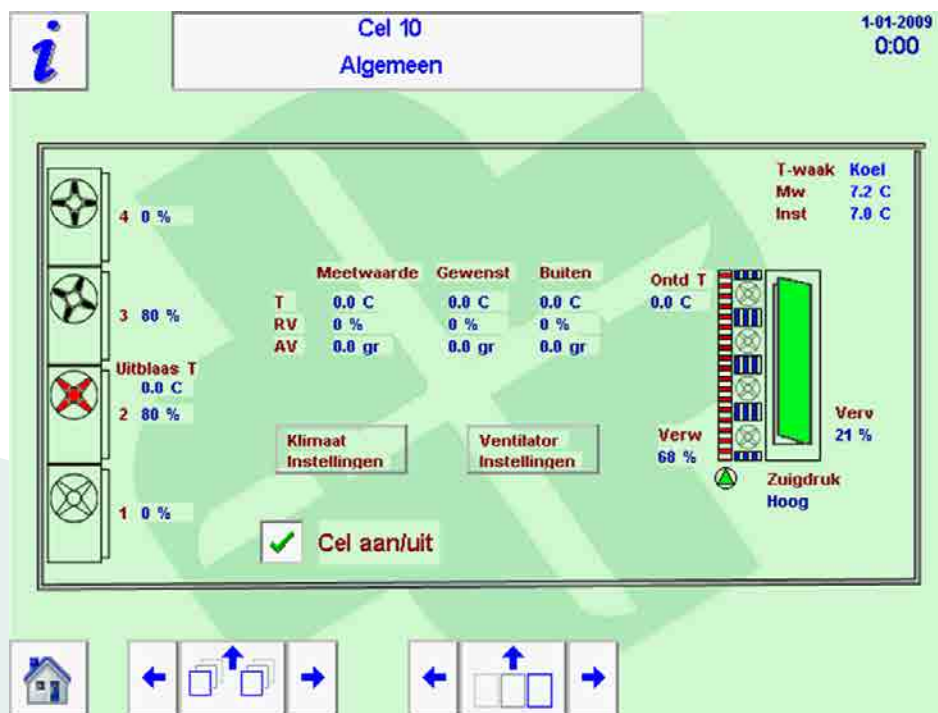 i
Cel 10
Algemeen
1-01-2009
0:00
T-waak Koel
Mw 7.2 C
Inst 7.0 C
4 0 %
Meetwaarde Gewenst Buiten
T 0.0 C 0.0 C 0.0 C
RV 0 % 0 % 0 %
AV 0.0 gr 0.0 gr 0.0 gr
Ontd T
0.0 C
3 80 %
Uitblaas T
0.0 C
2 80 %
Klimaat
Instellingen
Ventilator
Instellingen
Verw
68 %
Verv
21 %
Zuigdruk
Hoog
1 0 %
Cel aan/uit